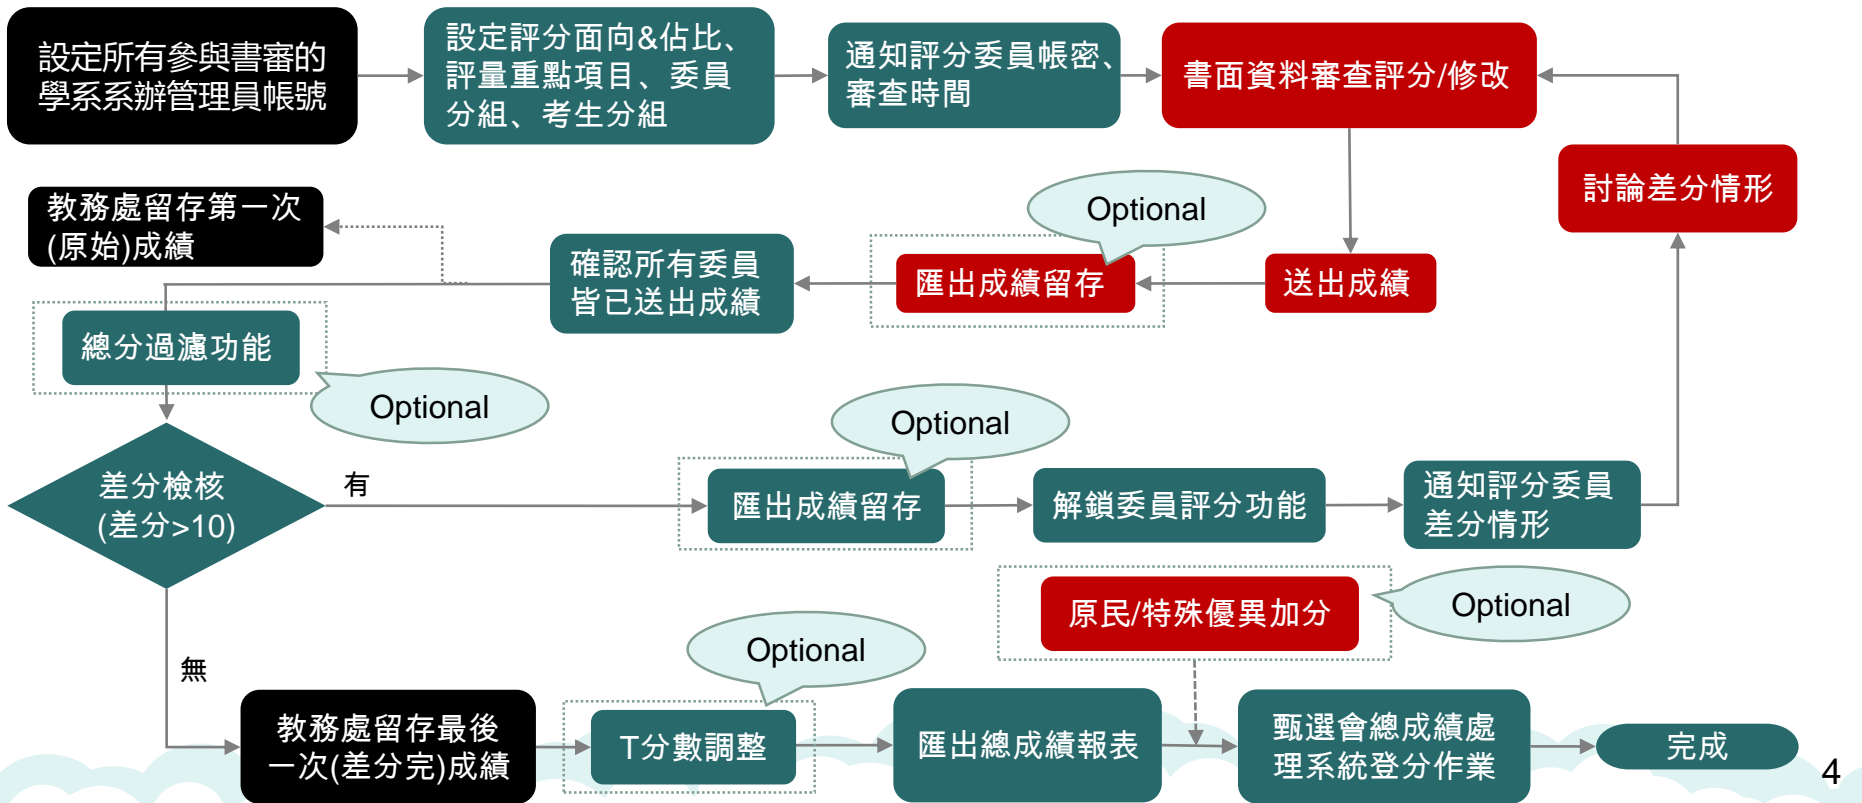 設定所有參與書審的
學系系辦管理員帳號
設定評分面向&佔比、
評量重點項目、委員
分組、考生分組
通知評分委員帳密、
審查時間
書面資料審查評分/修改
討論差分情形
教務處留存第一次
(原始)成績
確認所有委員
皆已送出成績
Optional
匯出成績留存
送出成績
總分過濾功能
Optional
差分檢核
(差分>10)
有
Optional
匯出成績留存
解鎖委員評分功能
通知評分委員
差分情形
原民/特殊優異加分
Optional
無
教務處留存最後
一次(差分完)成績
Optional
T分數調整
匯出總成績報表
甄選會總成績處
理系統登分作業
完成
4